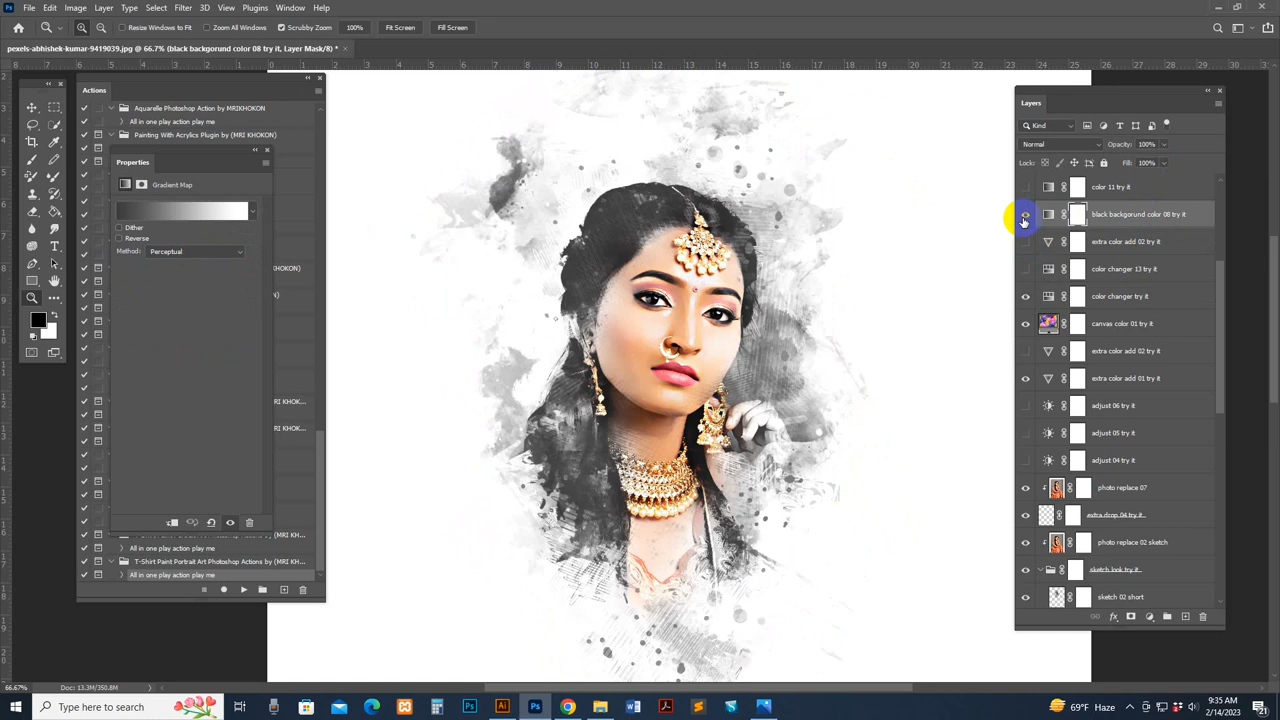 Ps File Edit Image Layer Type Select Filter 3D View Plugins Window Help
Resize Windows to Fit Zoom All Windows Scrubby Zoom 100% Fit Screen Fill Screen
pexels-abhishek-kumar-9419039.jpg @ 66.7% (black backgorund color 08 try it, Layer Mask/8) *
Actions
Aquarelle Photoshop Action by MRIKHOKON
All in one play action play me
Painting With Acrylics Plugin by (MRI KHOKON)
Properties
Gradient Map
Dither
Reverse
Method: Perceptual
KHOKON)
N)
RI KHOK...
RI KHOK...
All in one play action play me
T-Shirt Paint Portrait Art Photoshop Actions by (MRI KH...
All in one play action play me
Layers
Kind
Normal Opacity: 100%
Lock: Fill: 100%
color 11 try it
black backgorund color 08 try it
extra color add 02 try it
color changer 13 try it
color changer try it
canvas color 01 try it
extra color add 02 try it
extra color add 01 try it
adjust 06 try it
adjust 05 try it
adjust 04 try it
photo replace 07
extra drop 04 try it
photo replace 02 sketch
sketch look try it
sketch 02 short
66.67% Doc: 13.3M/350.8M
Type here to search
69°F Haze
9:35 AM
2/14/2023